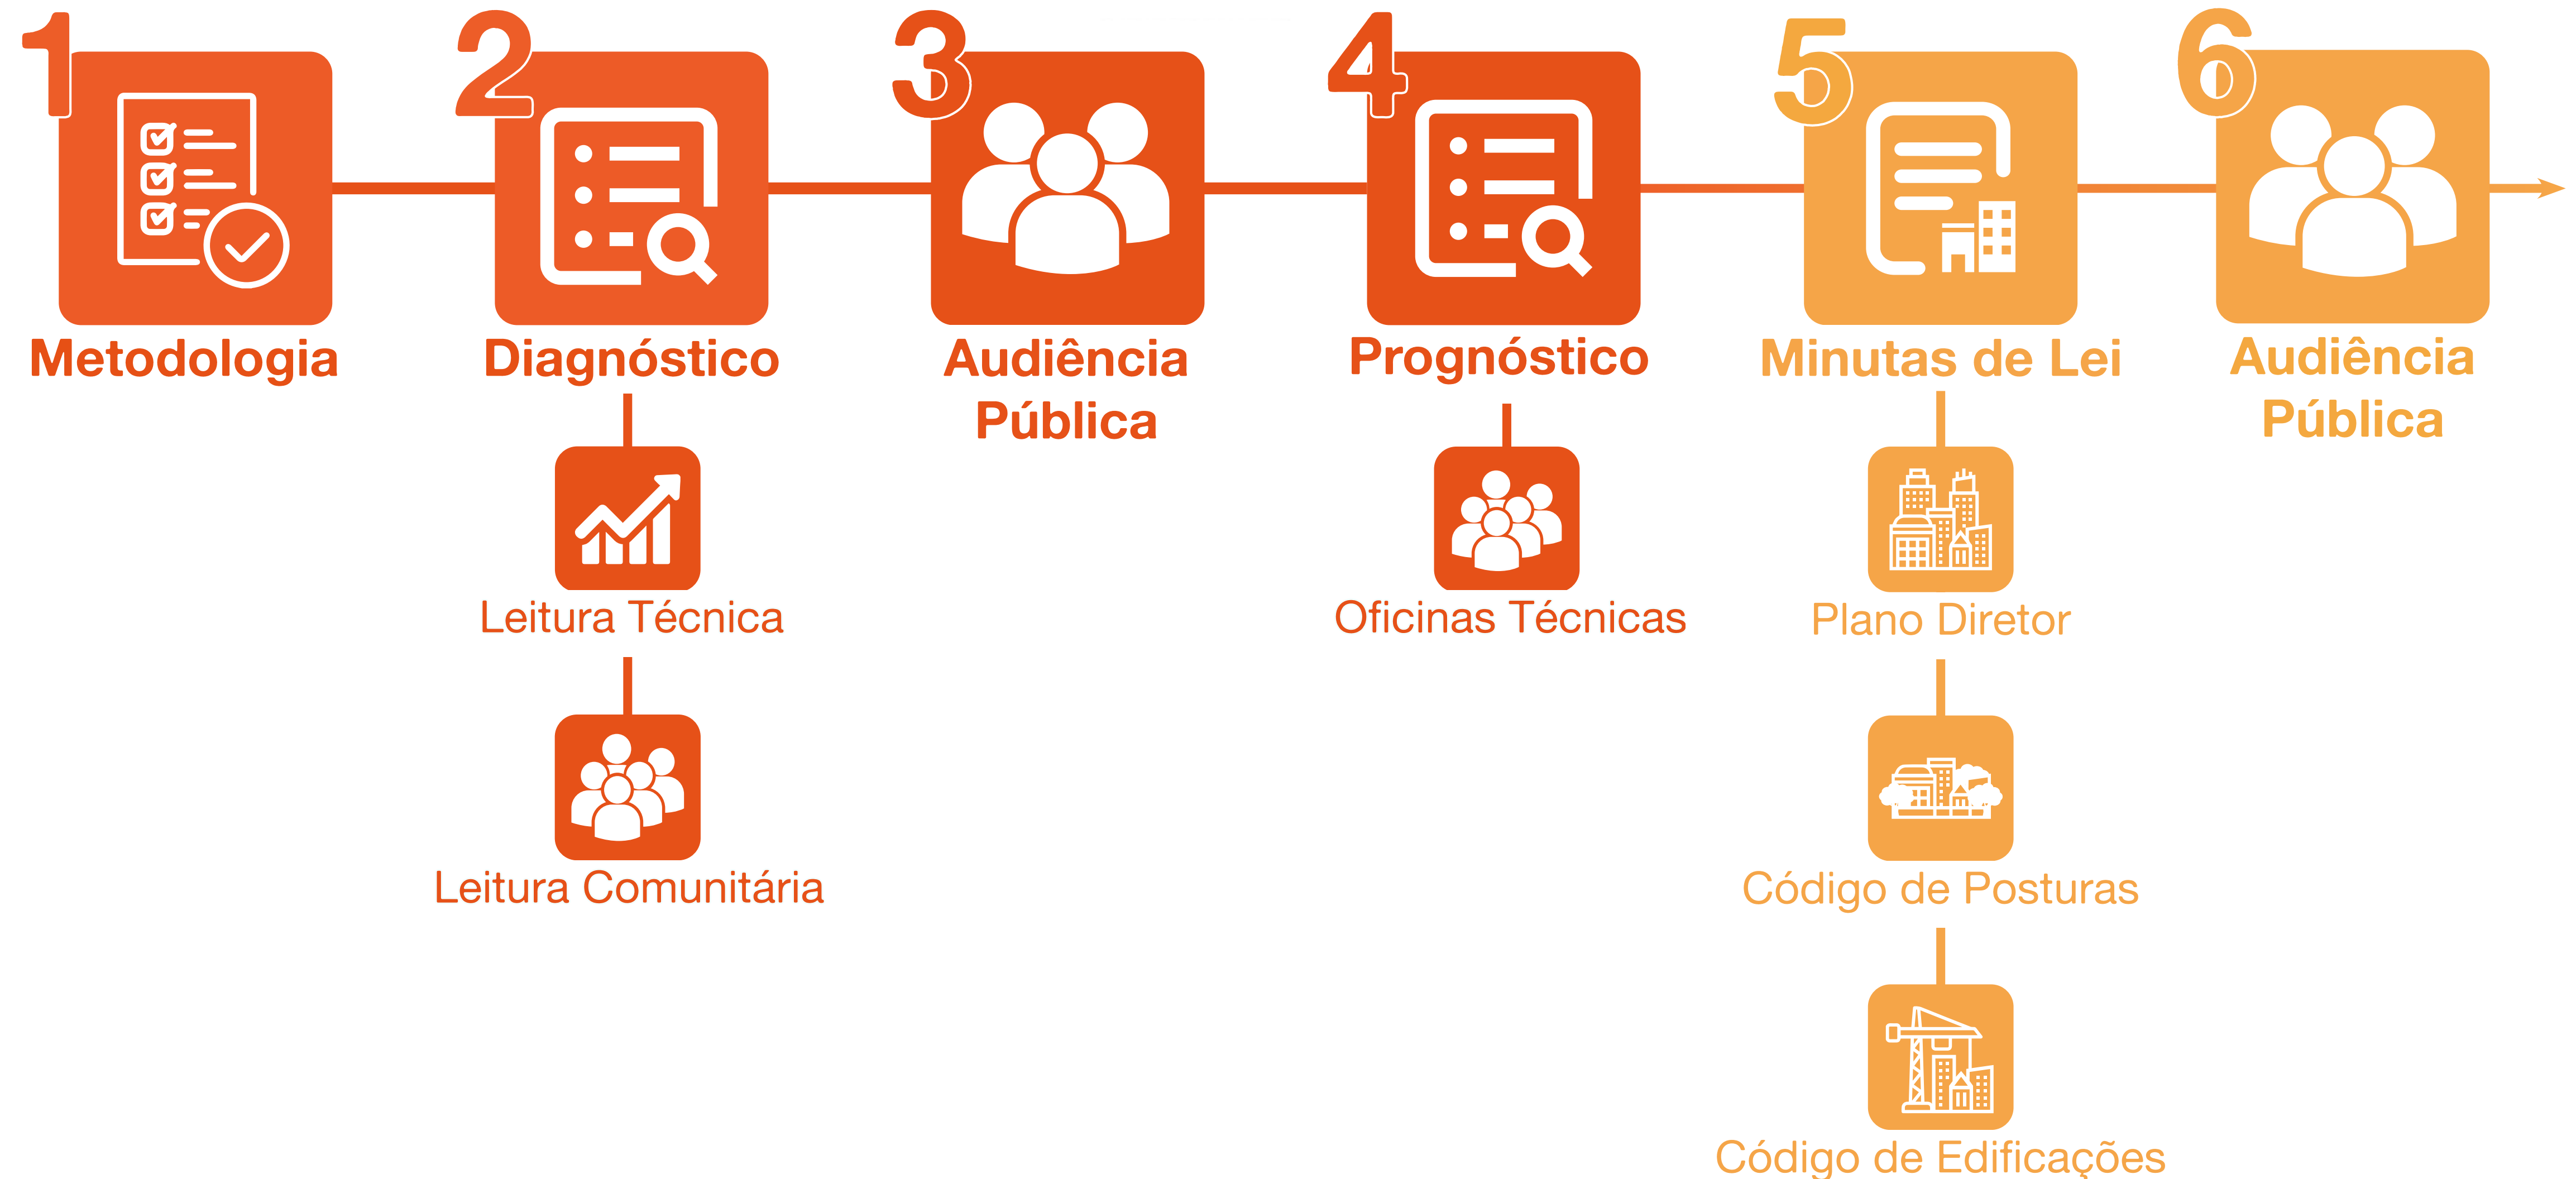 1
Metodologia
2
Diagnóstico
Leitura Técnica
Leitura Comunitária
3
Audiência
Pública
4
Prognóstico
Oficinas Técnicas
5
Minutas de Lei
Plano Diretor
Código de Posturas
Código de Edificações
6
Audiência
Pública